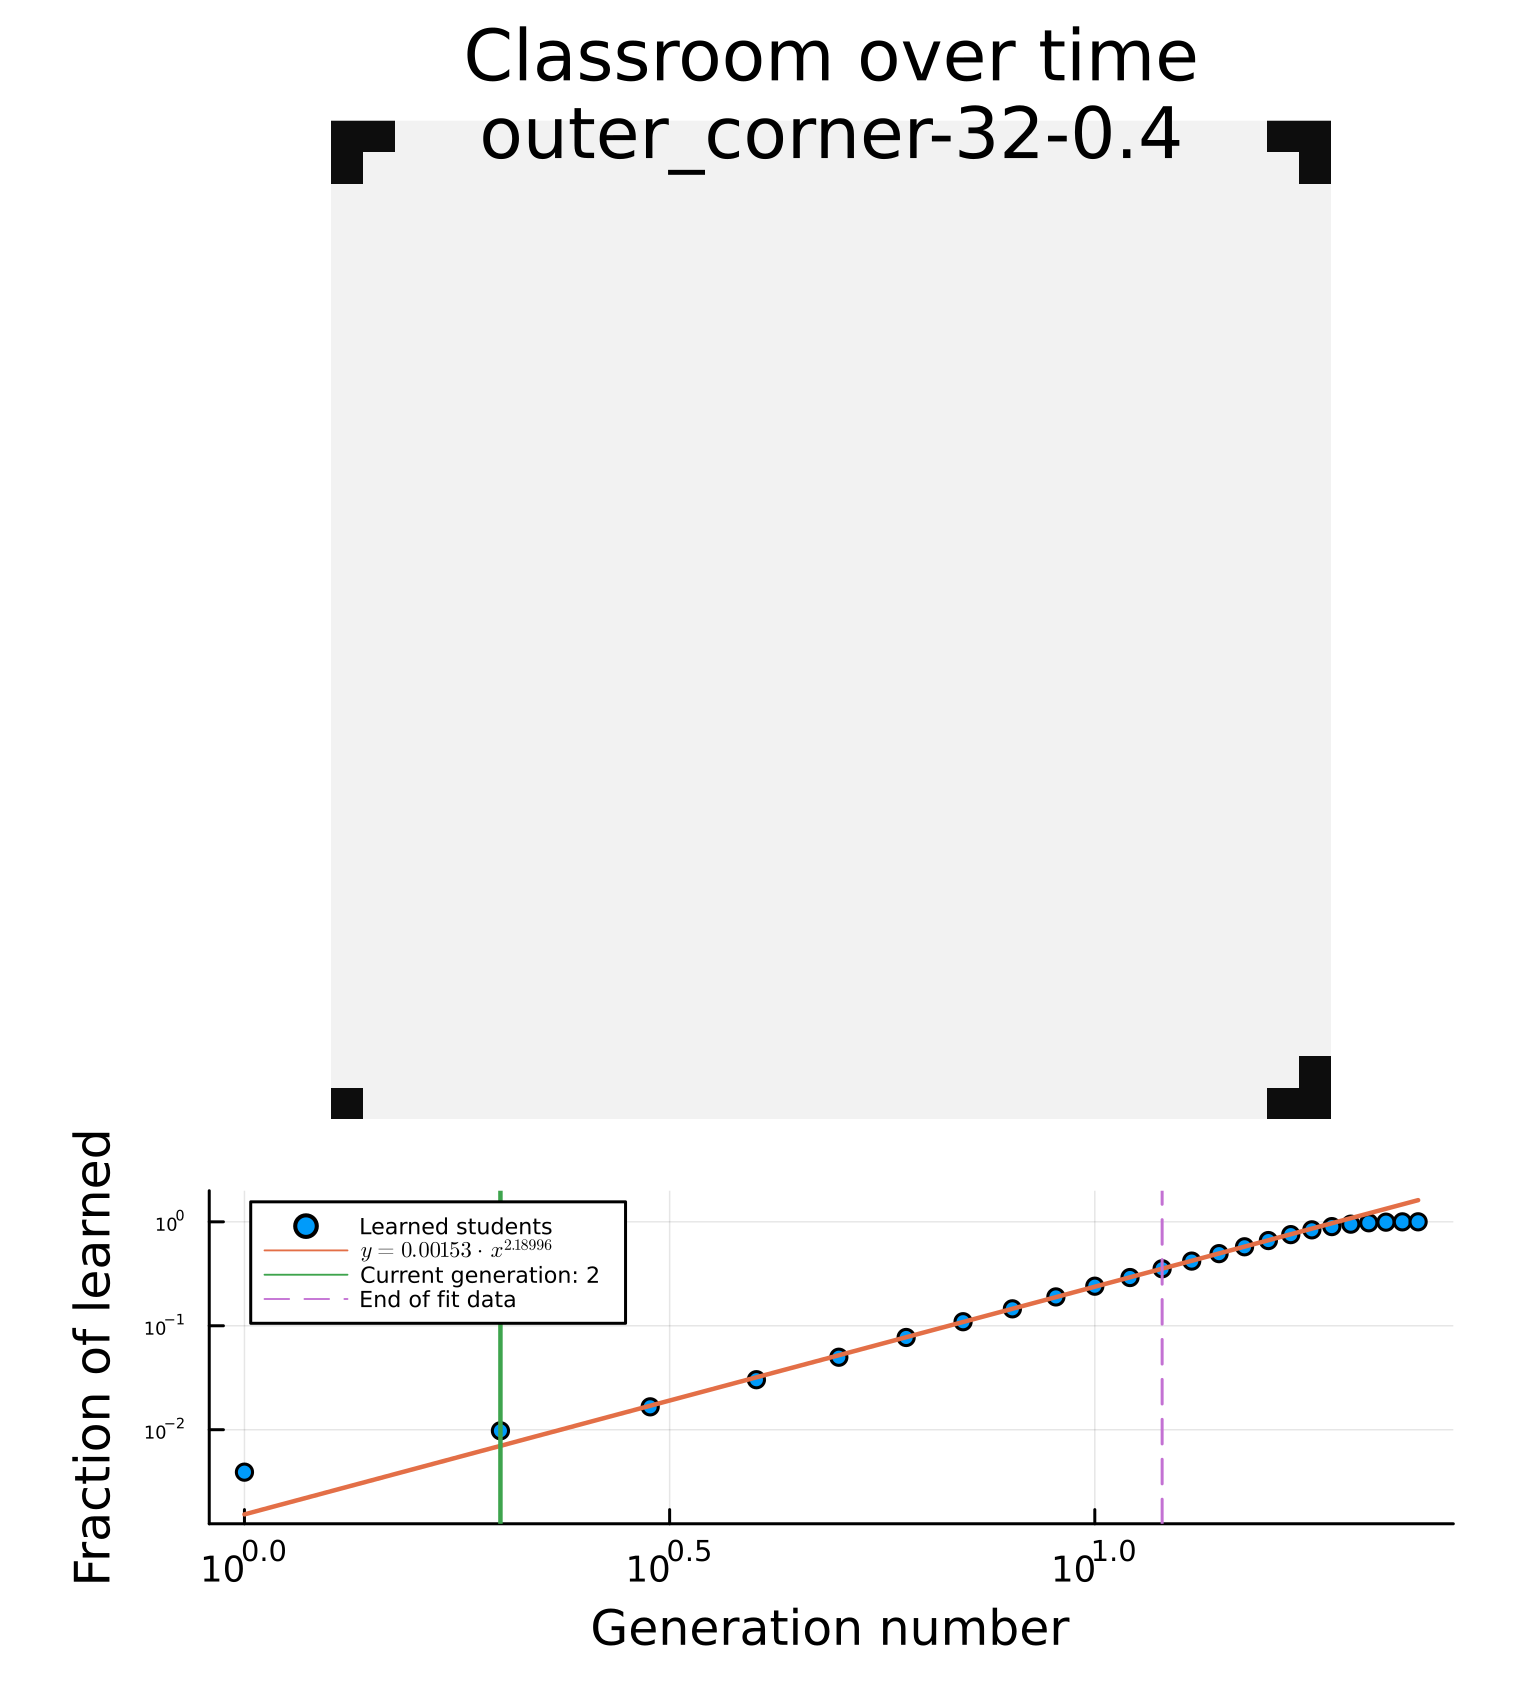 Classroom over time
outer_corner-32-0.4
Fraction of learned
10^0
10^-1
10^-2
Learned students
y = 0.00153 · x^2.18996
Current generation: 2
End of fit data
10^0.0
10^0.5
10^1.0
Generation number